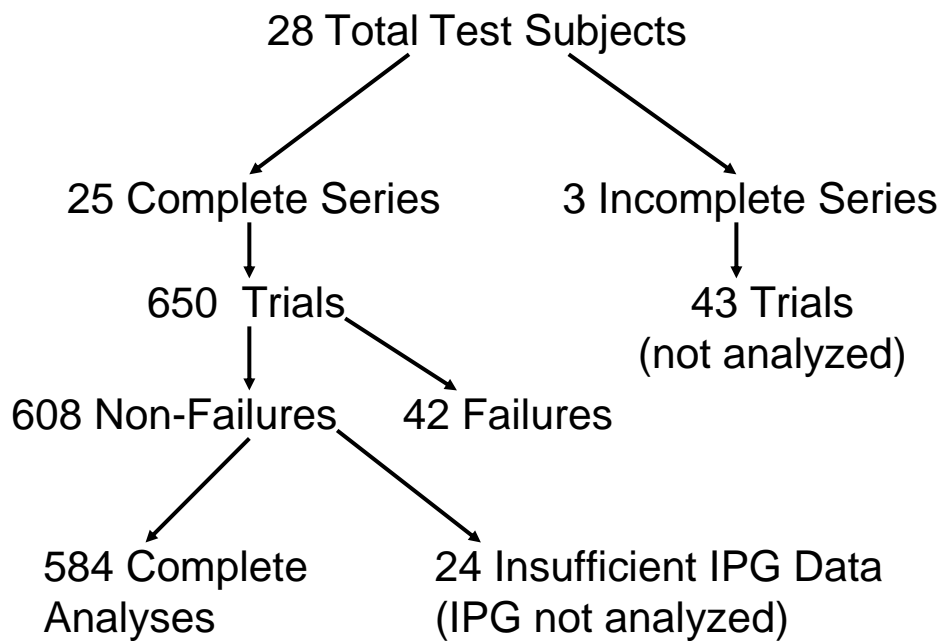 28 Total Test Subjects
25 Complete Series
3 Incomplete Series
650 Trials
43 Trials
(not analyzed)
608 Non-Failures
42 Failures
584 Complete
Analyses
24 Insufficient IPG Data
(IPG not analyzed)